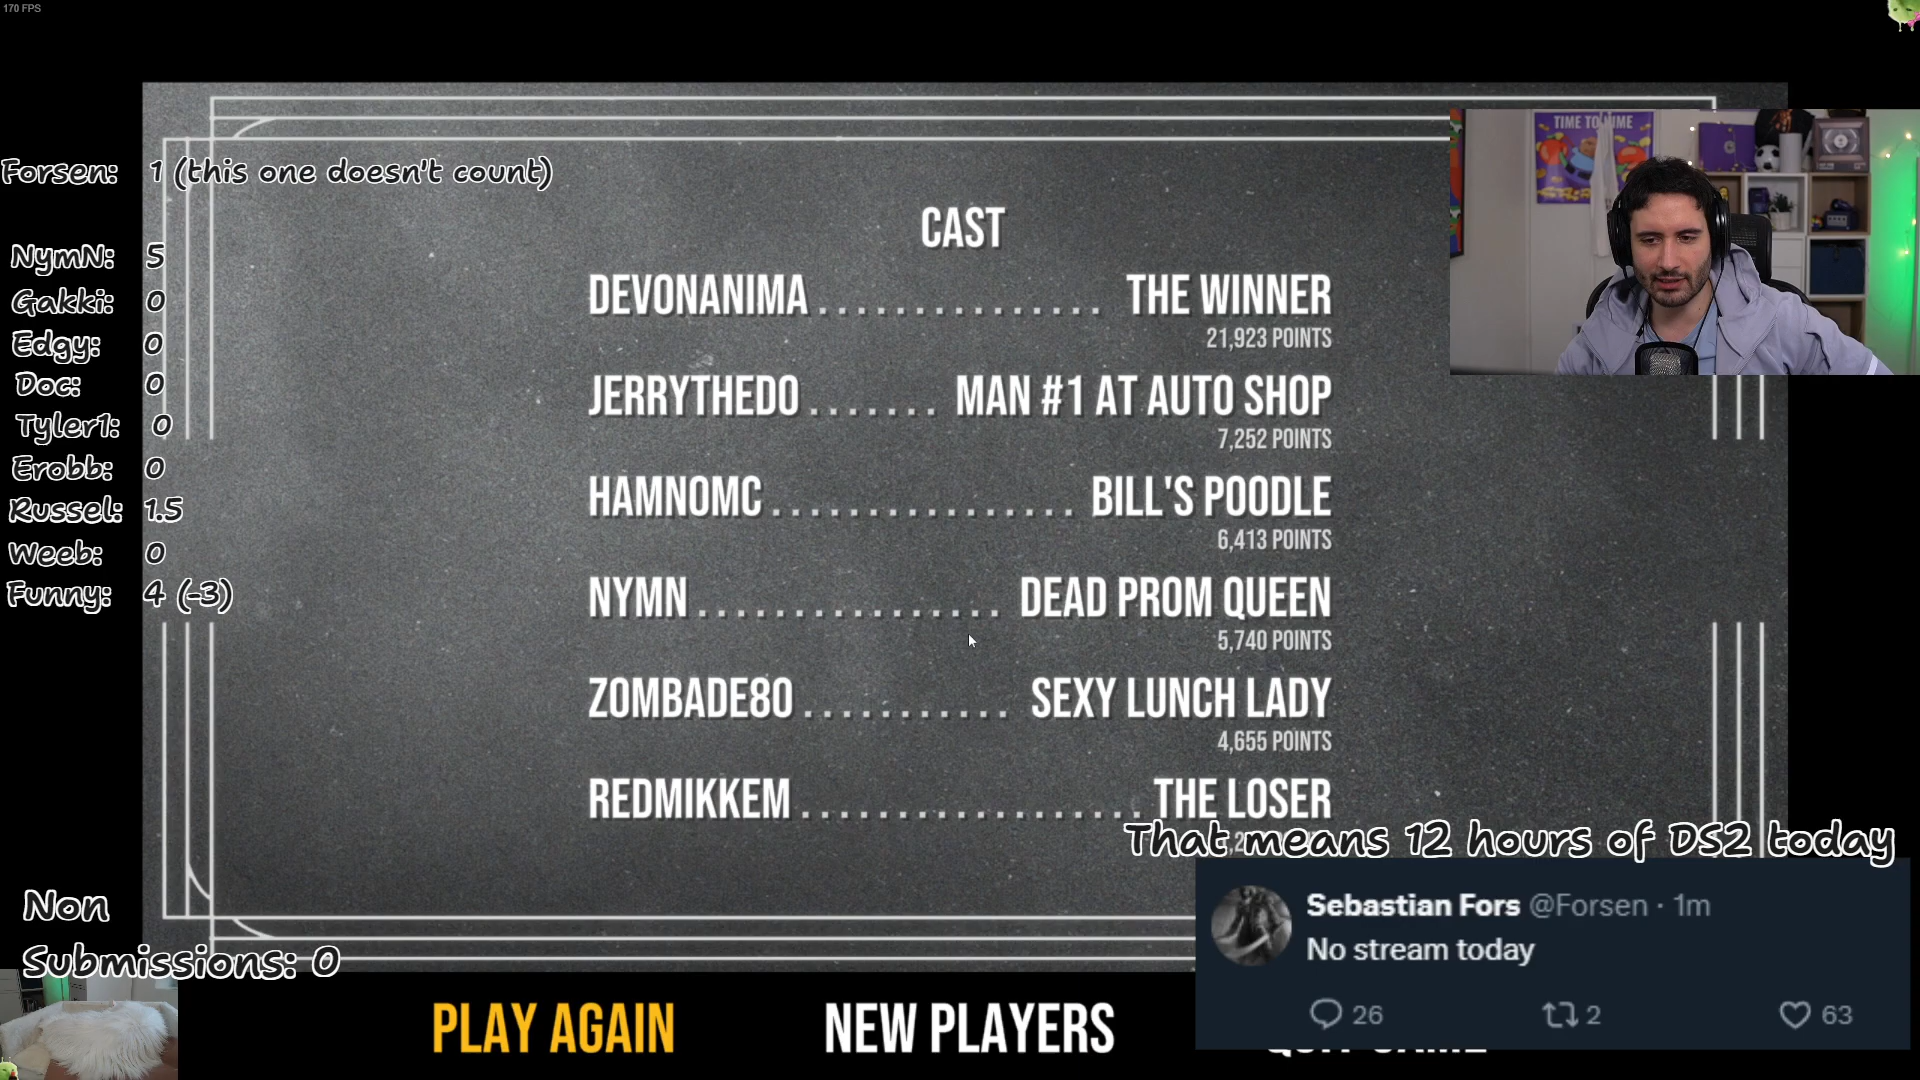 170 FPS
TIME TO
Forsen: 1 (this one doesn't count)
NymN: 5
Gakki: 0
Edgy: 0
Doc: 0
Tyler1: 0
Erobb: 0
Russel: 1.5
Weeb: 0
Funny: 4 (-3)
CAST
DEVONANIMA . . . . . . . . . . . . . . . THE WINNER
21,923 POINTS
JERRYTHEDO . . . . . . . MAN #1 AT AUTO SHOP
7,252 POINTS
HAMNOMC . . . . . . . . . . . . . . . . BILL'S POODLE
6,413 POINTS
NYMN . . . . . . . . . . . . . . . . DEAD PROM QUEEN
5,740 POINTS
ZOMBADE80 . . . . . . . . . . . SEXY LUNCH LADY
4,655 POINTS
REDMIKKEM . . . . . . . . . . . . . . . . . . THE LOSER
That means 12 hours of DS2 today
Sebastian Fors @Forsen · 1m
No stream today
26 2 63
Non
Submissions: 0
PLAY AGAIN NEW PLAYERS